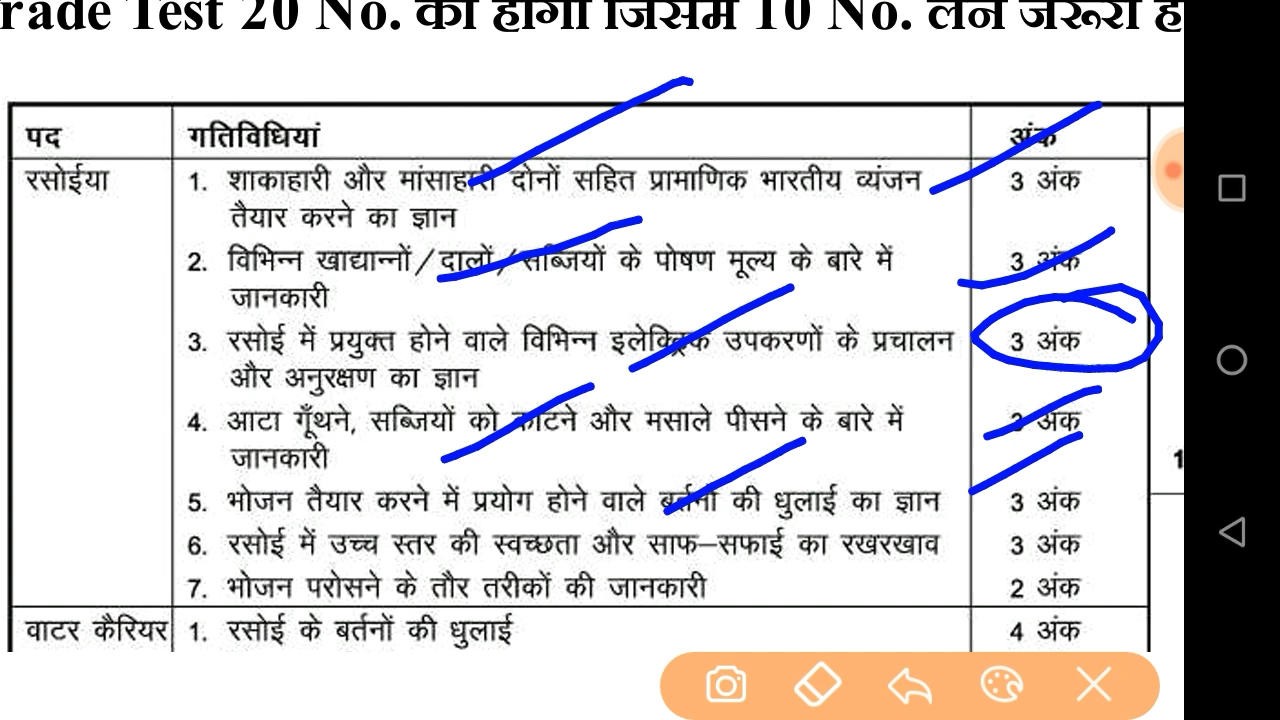 rade Test 20 No. का होगा जिसमें 10 No. लेने जरूरी ह
पद गतिविधियां अंक
रसोईया 1. शाकाहारी और मांसाहारी दोनों सहित प्रामाणिक भारतीय व्यंजन 3 अंक
तैयार करने का ज्ञान
2. विभिन्न खाद्यान्नों/दालों/सब्जियों के पोषण मूल्य के बारे में 3 अंक
जानकारी
3. रसोई में प्रयुक्त होने वाले विभिन्न इलेक्ट्रिक उपकरणों के प्रचालन 3 अंक
और अनुरक्षण का ज्ञान
4. आटा गूँथने, सब्जियों को काटने और मसाले पीसने के बारे में 3 अंक
जानकारी
1
5. भोजन तैयार करने में प्रयोग होने वाले बर्तनों की धुलाई का ज्ञान 3 अंक
6. रसोई में उच्च स्तर की स्वच्छता और साफ–सफाई का रखरखाव 3 अंक
7. भोजन परोसने के तौर तरीकों की जानकारी 2 अंक
वाटर कैरियर 1. रसोई के बर्तनों की धुलाई 4 अंक